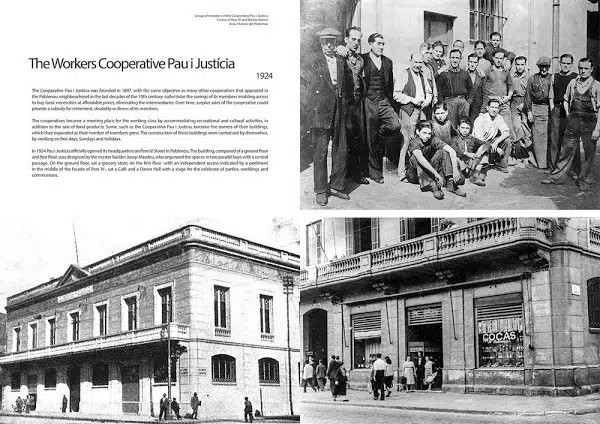 Group of members of the Cooperative Pau i Justícia
Corner of Pere IV and Batista Streets
Arxiu Històric del Poblenou
The Workers Cooperative Pau i Justícia
1924
The Cooperative Pau i Justícia was founded in 1897, with the same objective as many other cooperatives that appeared in
the Poblenou neighbourhood in the last decades of the 19th century: collectivize the savings of its members enabling access
to buy basic necessities at affordable prices, eliminating the intermediaries. Over time, surplus sales of the cooperative could
provide a subsidy by retirement, disability or illness of its members.
The cooperatives became a meeting place for the working class by accommodating recreational and cultural activities, in
addition to the sale of food products. Some, such as the Cooperativa Pau i Justícia, become the owners of their buildings,
which they expanded as their number of members grew. The construction of these buildings were carried out by themselves,
by working on free days, Sundays and holidays.
In 1924 Pau i Justícia officially opened its headquarters on Pere IV Street in Poblenou. The building, composed of a ground floor
and first floor, was designed by the master builder Josep Masdeu, who organized the spaces in two parallel bays with a central
passage. On the ground floor, sat a grocery store; on the first floor -with an independent access indicated by a pediment
in the middle of the facade of Pere IV-, sat a Café and a Dance Hall with a stage for the celebrate of parties, weddings and
communions.
COCAS